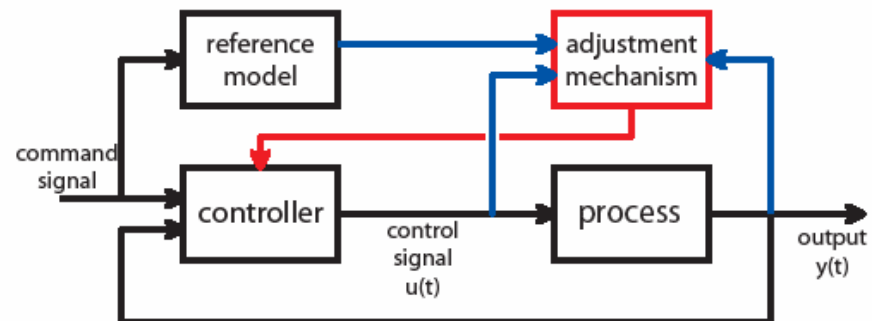 reference
model
adjustment
mechanism
command
signal
controller
control
signal
u(t)
process
output
y(t)